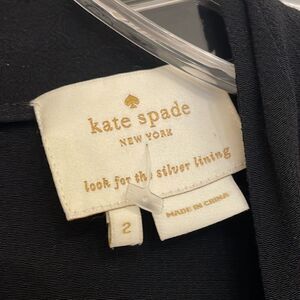 kate spade
NEW YORK
look for the silver lining
2
MADE IN CHINA